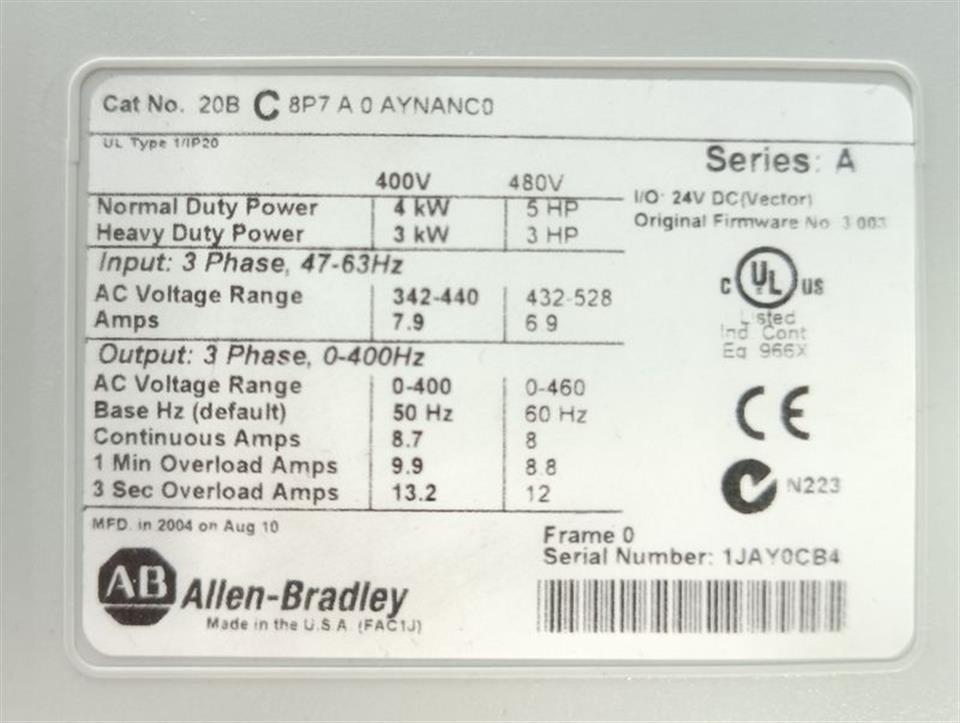 Cat No. 20B C 8P7 A 0 AYNANC0
UL Type 1/IP20
Series: A
400V 480V
I/O: 24V DC(Vector)
Normal Duty Power 4 kW 5 HP
Original Firmware No 3.003
Heavy Duty Power 3 kW 3 HP
Input: 3 Phase, 47-63Hz
AC Voltage Range 342-440 432-528
Amps 7.9 6.9
C UL US
Listed
Ind Cont
Eq 966X
Output: 3 Phase, 0-400Hz
AC Voltage Range 0-400 0-460
Base Hz (default) 50 Hz 60 Hz
Continuous Amps 8.7 8
1 Min Overload Amps 9.9 8.8
3 Sec Overload Amps 13.2 12
CE
N223
MFD. in 2004 on Aug 10
Frame 0
Serial Number: 1JAY0CB4
A-B Allen-Bradley
Made in the U.S.A. (FAC1J)